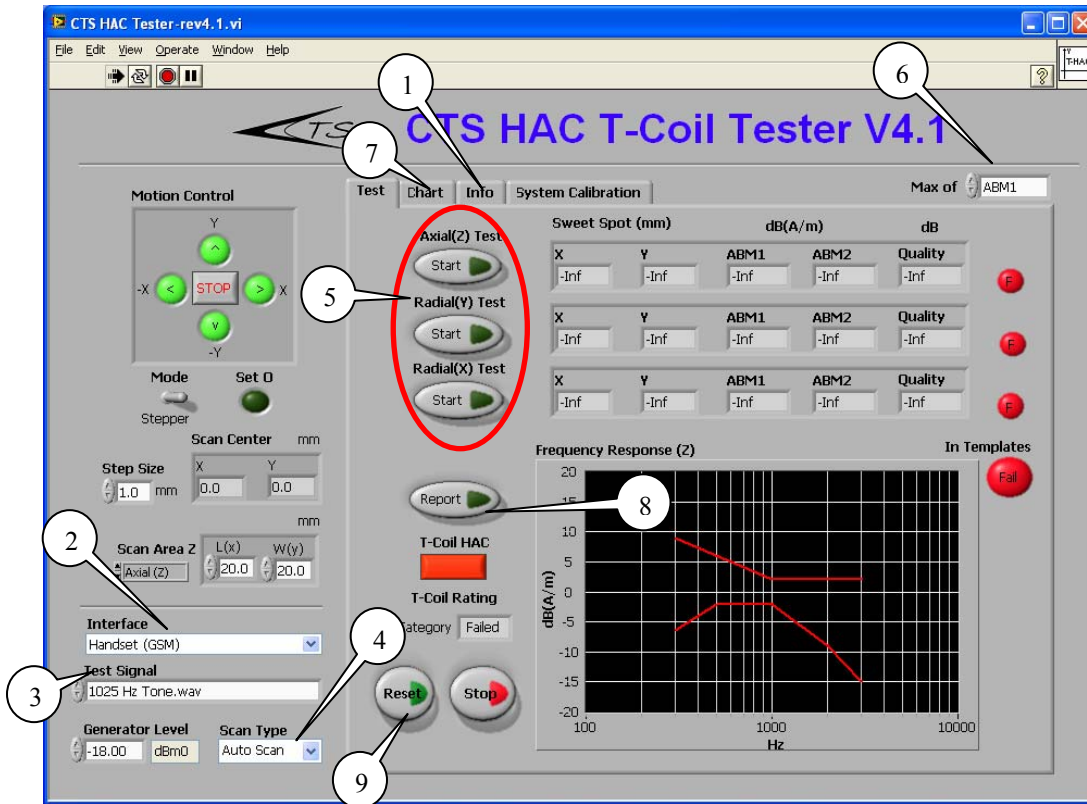 CTS HAC Tester-rev4.1.vi
File Edit View Operate Window Help
T-HAC
1
6
CTS CTS HAC T-Coil Tester V4.1
7
Test Chart Info System Calibration
Max of ABM1
Motion Control
Y
-X < STOP > X
^
v
-Y
Mode Set 0
Stepper
Scan Center mm
Step Size X Y
1.0 mm 0.0 0.0
mm
2
Scan Area Z L(x) W(y)
Axial (Z) 20.0 20.0
Interface
Handset (GSM)
3
Test Signal
1025 Hz Tone.wav
4
Generator Level Scan Type
-18.00 dBm0 Auto Scan
5
Axial(Z) Test
Start
Radial(Y) Test
Start
Radial(X) Test
Start
Sweet Spot (mm) dB(A/m) dB
X Y ABM1 ABM2 Quality
-Inf -Inf -Inf -Inf -Inf F
X Y ABM1 ABM2 Quality
-Inf -Inf -Inf -Inf -Inf F
X Y ABM1 ABM2 Quality
-Inf -Inf -Inf -Inf -Inf F
Report
8
T-Coil HAC
T-Coil Rating
Category Failed
Reset Stop
9
Frequency Response (Z) In Templates
Fail
dB(A/m)
20
15
10
5
0
-5
-10
-15
-20
100 1000 10000
Hz